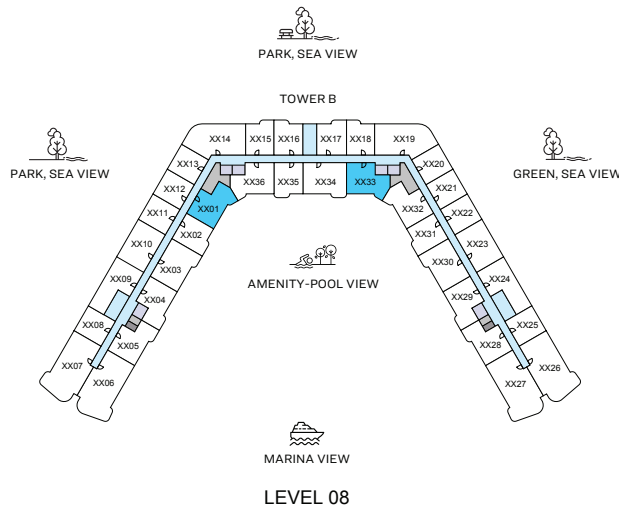 PARK, SEA VIEW
TOWER B
PARK, SEA VIEW
GREEN, SEA VIEW
XX14
XX15
XX16
XX17
XX18
XX19
XX13
XX20
XX12
XX36
XX35
XX34
XX33
XX21
XX11
XX01
XX32
XX22
XX10
XX02
XX31
XX23
XX09
XX03
XX30
XX24
XX08
XX04
XX29
XX25
XX07
XX05
XX28
XX26
XX06
XX27
AMENITY-POOL VIEW
MARINA VIEW
LEVEL 08